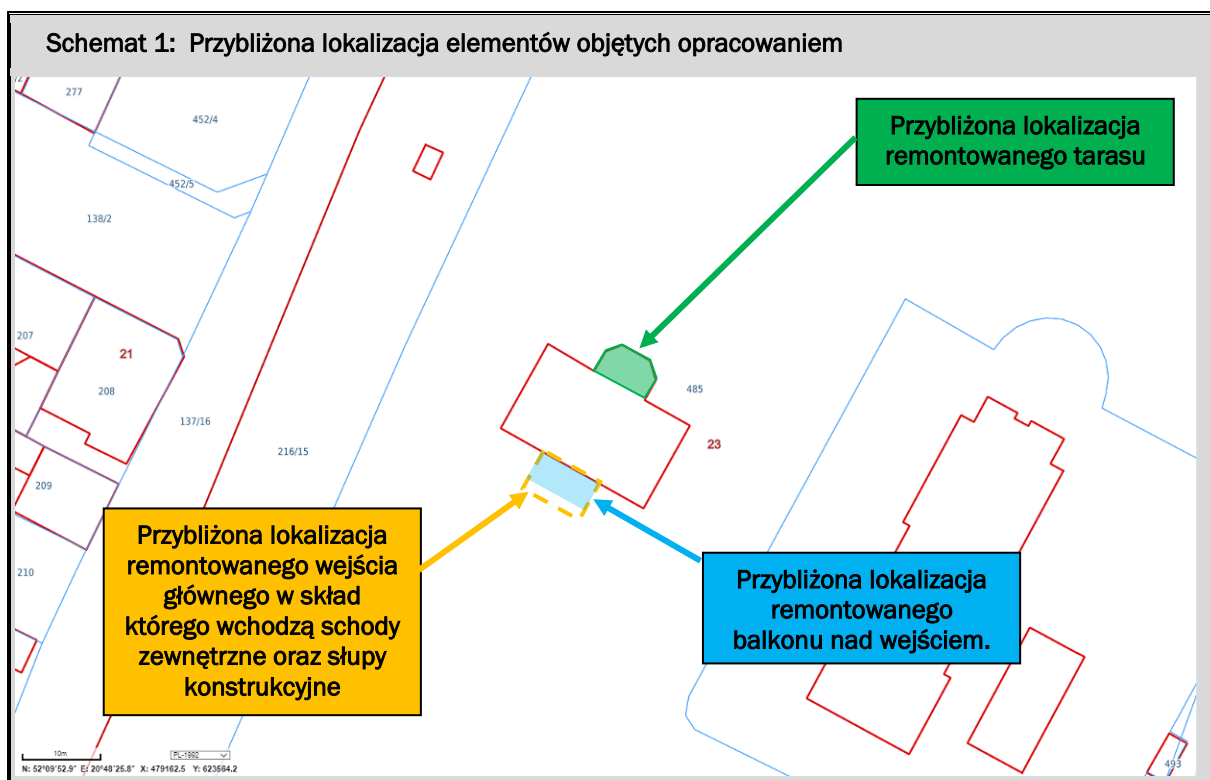 Schemat 1: Przybliżona lokalizacja elementów objętych opracowaniem
277
452/4
452/5
138/2
Przybliżona lokalizacja
remontowanego tarasu
207
21
208
485
137/16
23
216/15
209
Przybliżona lokalizacja
remontowanego wejścia
głównego w skład
którego wchodzą schody
zewnętrzne oraz słupy
konstrukcyjne
Przybliżona lokalizacja
remontowanego
balkonu nad wejściem.
210
10m
PL-1992
N: 52°09'52.9" E: 20°48'25.8" X: 479162.5 Y: 623564.2
493